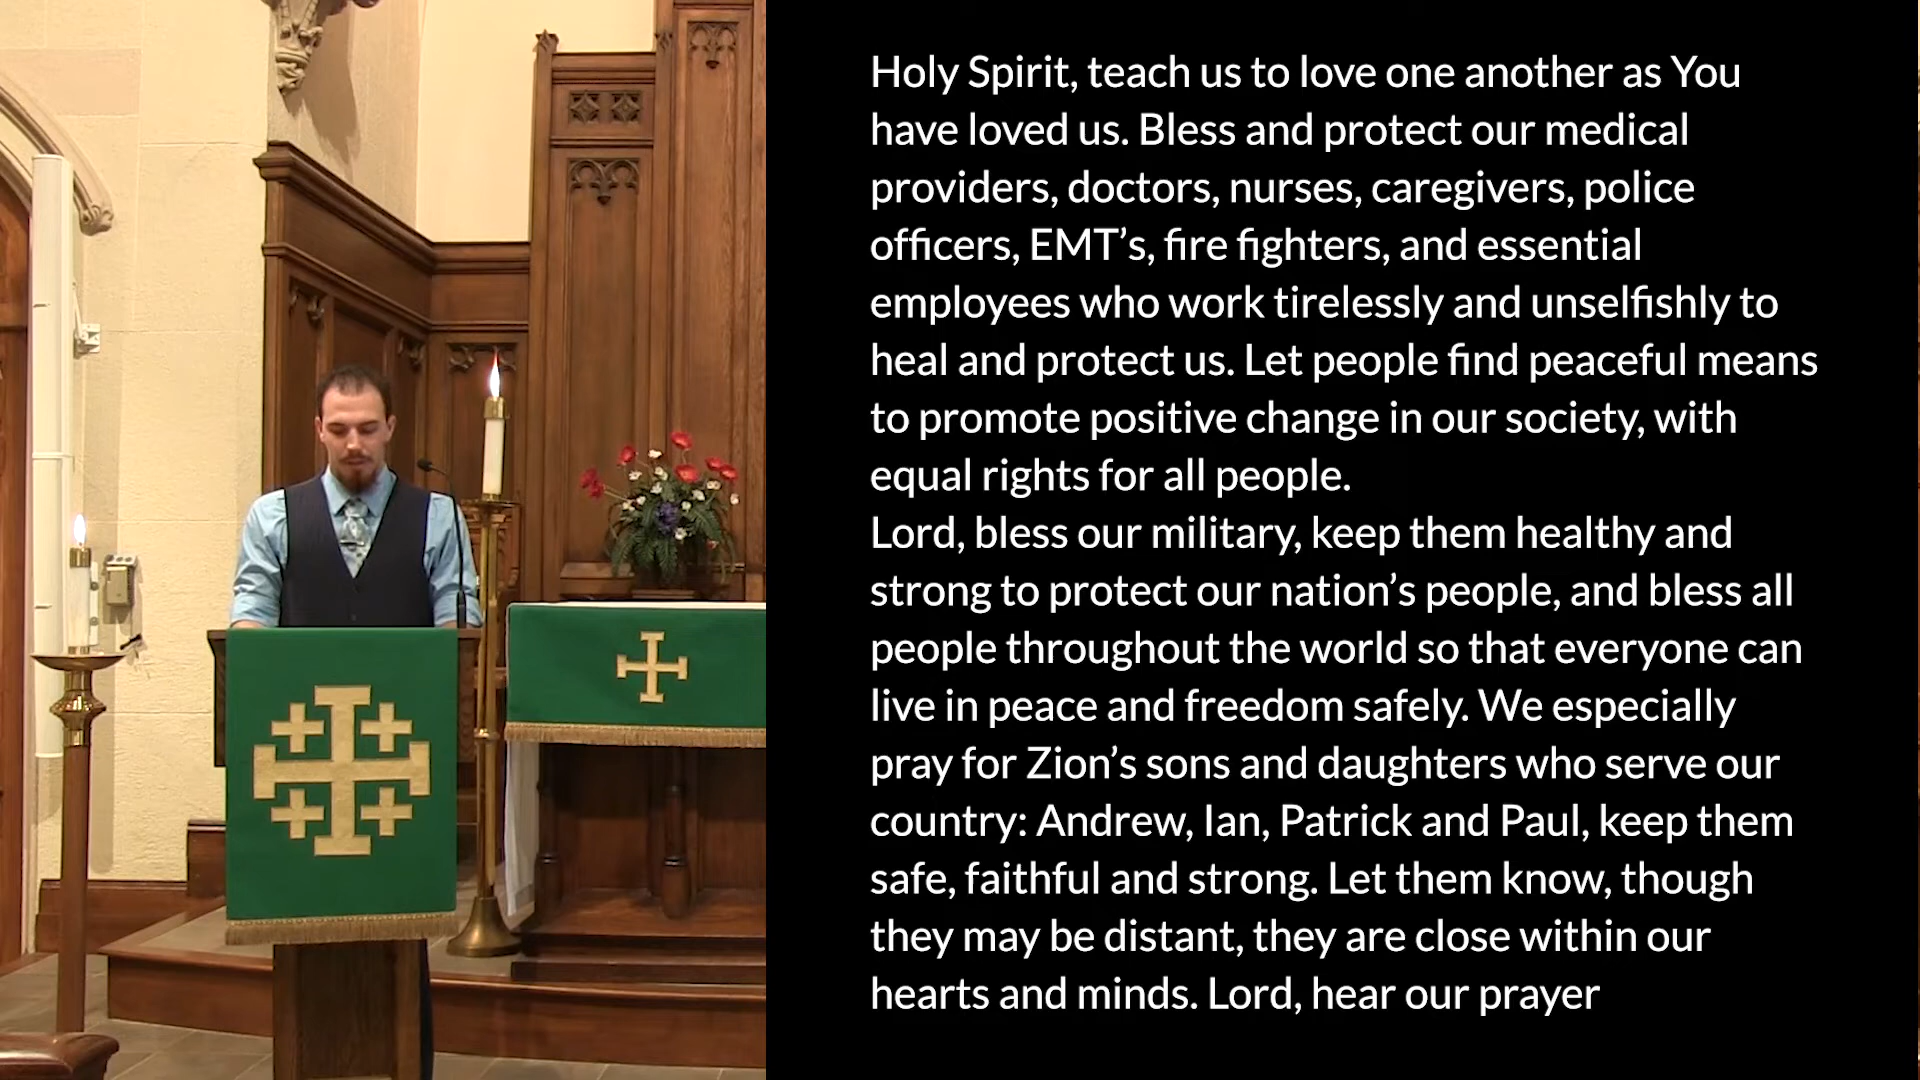 Holy Spirit, teach us to love one another as You
have loved us. Bless and protect our medical
providers, doctors, nurses, caregivers, police
officers, EMT’s, fire fighters, and essential
employees who work tirelessly and unselfishly to
heal and protect us. Let people find peaceful means
to promote positive change in our society, with
equal rights for all people.
Lord, bless our military, keep them healthy and
strong to protect our nation’s people, and bless all
people throughout the world so that everyone can
live in peace and freedom safely. We especially
pray for Zion’s sons and daughters who serve our
country: Andrew, Ian, Patrick and Paul, keep them
safe, faithful and strong. Let them know, though
they may be distant, they are close within our
hearts and minds. Lord, hear our prayer